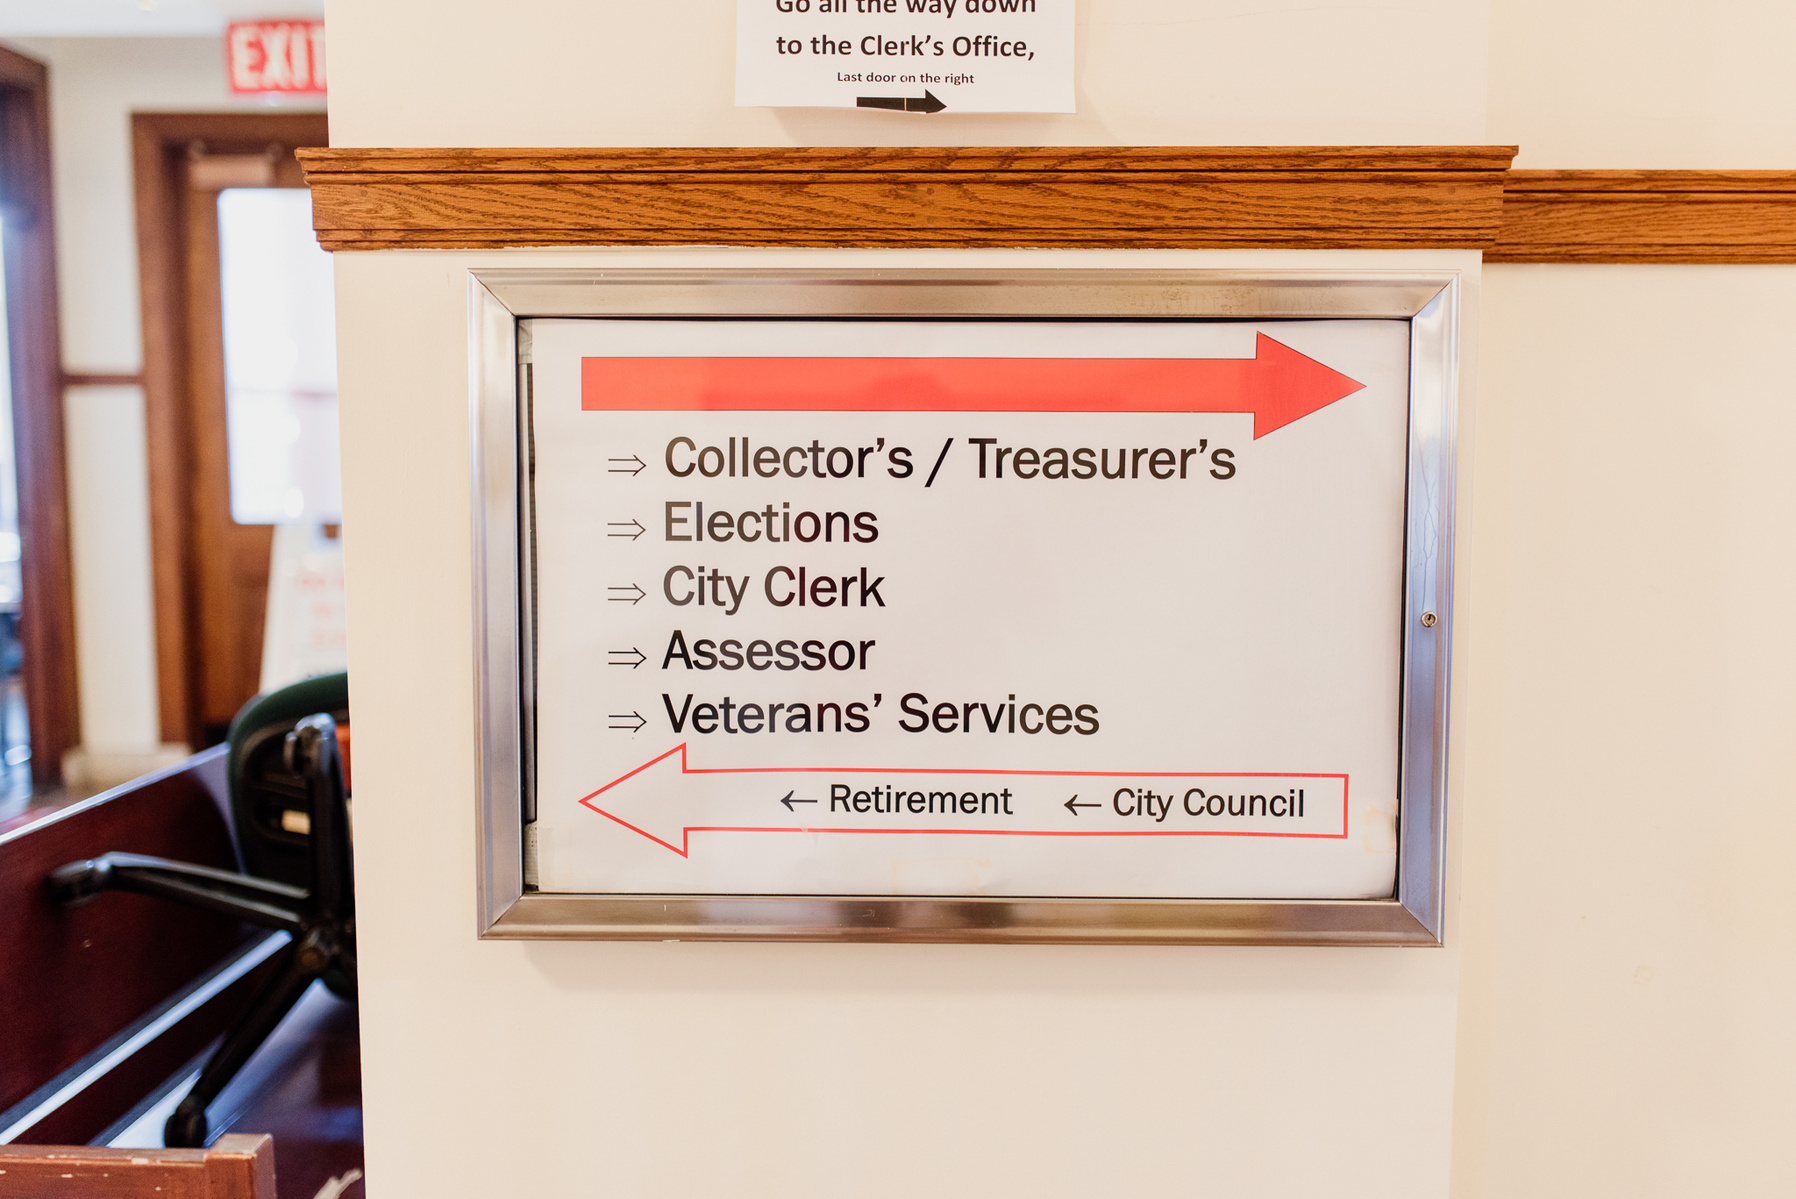 EXIT
Go all the way down
to the Clerk's Office,
Last door on the right
⇒ Collector's / Treasurer's
⇒ Elections
⇒ City Clerk
⇒ Assessor
⇒ Veterans' Services
← Retirement ← City Council